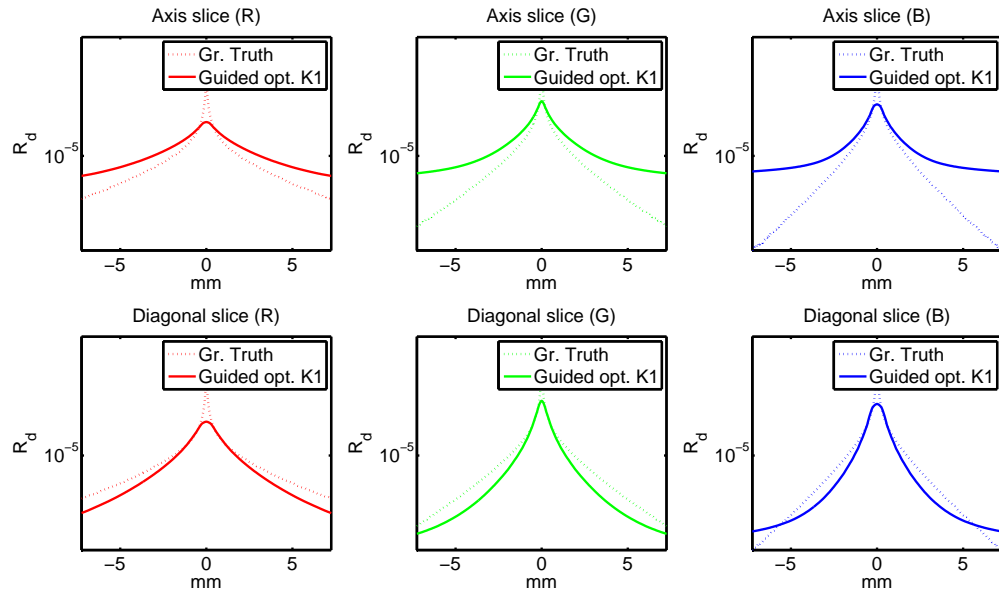 Axis slice (R)
Gr. Truth
Guided opt. K1
R_d
10^−5
−5 0 5
mm
Axis slice (G)
Gr. Truth
Guided opt. K1
R_d
10^−5
−5 0 5
mm
Axis slice (B)
Gr. Truth
Guided opt. K1
R_d
10^−5
−5 0 5
mm
Diagonal slice (R)
Gr. Truth
Guided opt. K1
R_d
10^−5
−5 0 5
mm
Diagonal slice (G)
Gr. Truth
Guided opt. K1
R_d
10^−5
−5 0 5
mm
Diagonal slice (B)
Gr. Truth
Guided opt. K1
R_d
10^−5
−5 0 5
mm